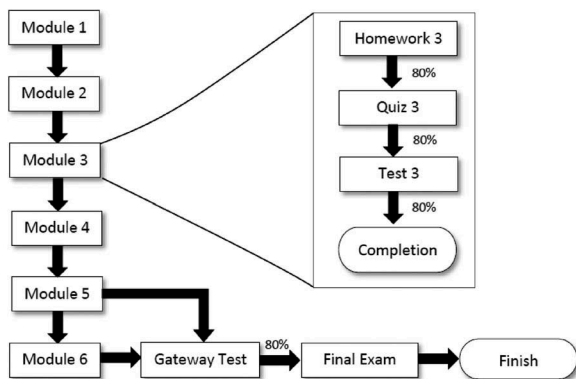 Module 1
Module 2
Module 3
Module 4
Module 5
Module 6
Gateway Test
80%
Final Exam
Finish
Homework 3
80%
Quiz 3
80%
Test 3
80%
Completion